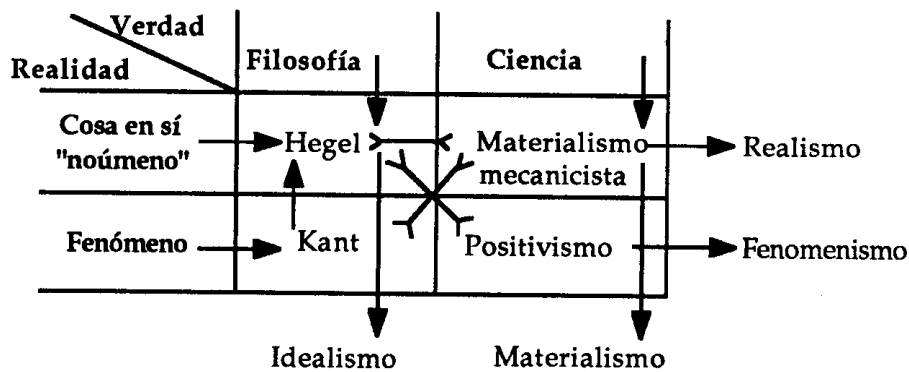 Verdad
Realidad
Filosofía
Ciencia
Cosa en sí
"noúmeno"
Hegel
Materialismo
mecanicista
Realismo
Fenómeno
Kant
Positivismo
Fenomenismo
Idealismo
Materialismo